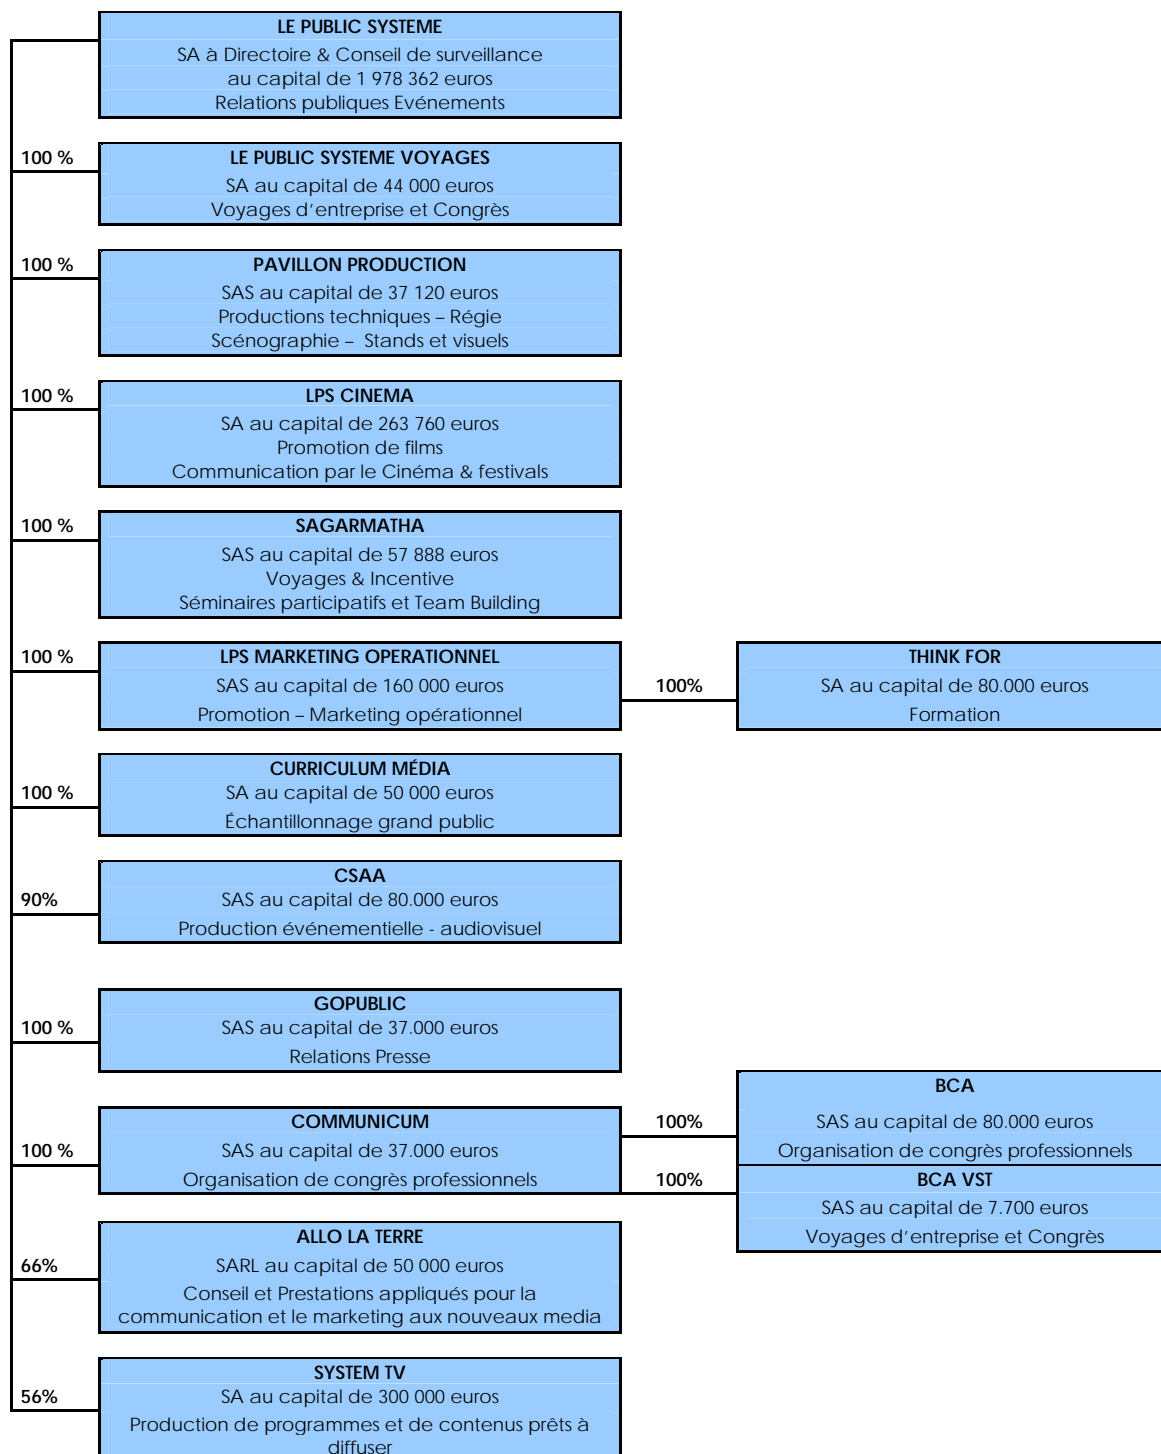 LE PUBLIC SYSTEME
SA à Directoire & Conseil de surveillance
au capital de 1 978 362 euros
Relations publiques Evénements
100 %
LE PUBLIC SYSTEME VOYAGES
SA au capital de 44 000 euros
Voyages d'entreprise et Congrès
100 %
PAVILLON PRODUCTION
SAS au capital de 37 120 euros
Productions techniques – Régie
Scénographie – Stands et visuels
100 %
LPS CINEMA
SA au capital de 263 760 euros
Promotion de films
Communication par le Cinéma & festivals
100 %
SAGARMATHA
SAS au capital de 57 888 euros
Voyages & Incentive
Séminaires participatifs et Team Building
100 %
LPS MARKETING OPERATIONNEL
SAS au capital de 160 000 euros
Promotion – Marketing opérationnel
100%
THINK FOR
SA au capital de 80.000 euros
Formation
100 %
CURRICULUM MÉDIA
SA au capital de 50 000 euros
Échantillonnage grand public
90%
CSAA
SAS au capital de 80.000 euros
Production événementielle - audiovisuel
100 %
GOPUBLIC
SAS au capital de 37.000 euros
Relations Presse
100 %
COMMUNICUM
SAS au capital de 37.000 euros
Organisation de congrès professionnels
100%
BCA
SAS au capital de 80.000 euros
Organisation de congrès professionnels
100%
BCA VST
SAS au capital de 7.700 euros
Voyages d'entreprise et Congrès
66%
ALLO LA TERRE
SARL au capital de 50 000 euros
Conseil et Prestations appliqués pour la
communication et le marketing aux nouveaux media
56%
SYSTEM TV
SA au capital de 300 000 euros
Production de programmes et de contenus prêts à
diffuser